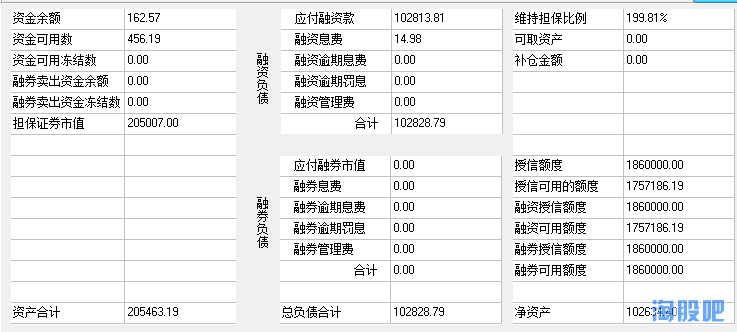 资金余额 162.57 应付融资款 102813.81 维持担保比例 199.81%
资金可用数 456.19 融资息费 14.98 可取资产 0.00
资金可用冻结数 0.00 融资逾期息费 0.00 补仓金额 0.00
融券卖出资金余额 0.00 融资逾期罚息 0.00
融券卖出资金冻结数 0.00 融资管理费 0.00
担保证券市值 205007.00 合计 102828.79
融资负债
应付融券市值 0.00 授信额度 1860000.00
融券息费 0.00 授信可用的额度 1757186.19
融券逾期息费 0.00 融资授信额度 1860000.00
融券逾期罚息 0.00 融资可用额度 1757186.19
融券管理费 0.00 融券授信额度 1860000.00
合计 0.00 融券可用额度 1860000.00
融券负债
资产合计 205463.19 总负债合计 102828.79 净资产 102634.40
淘股吧